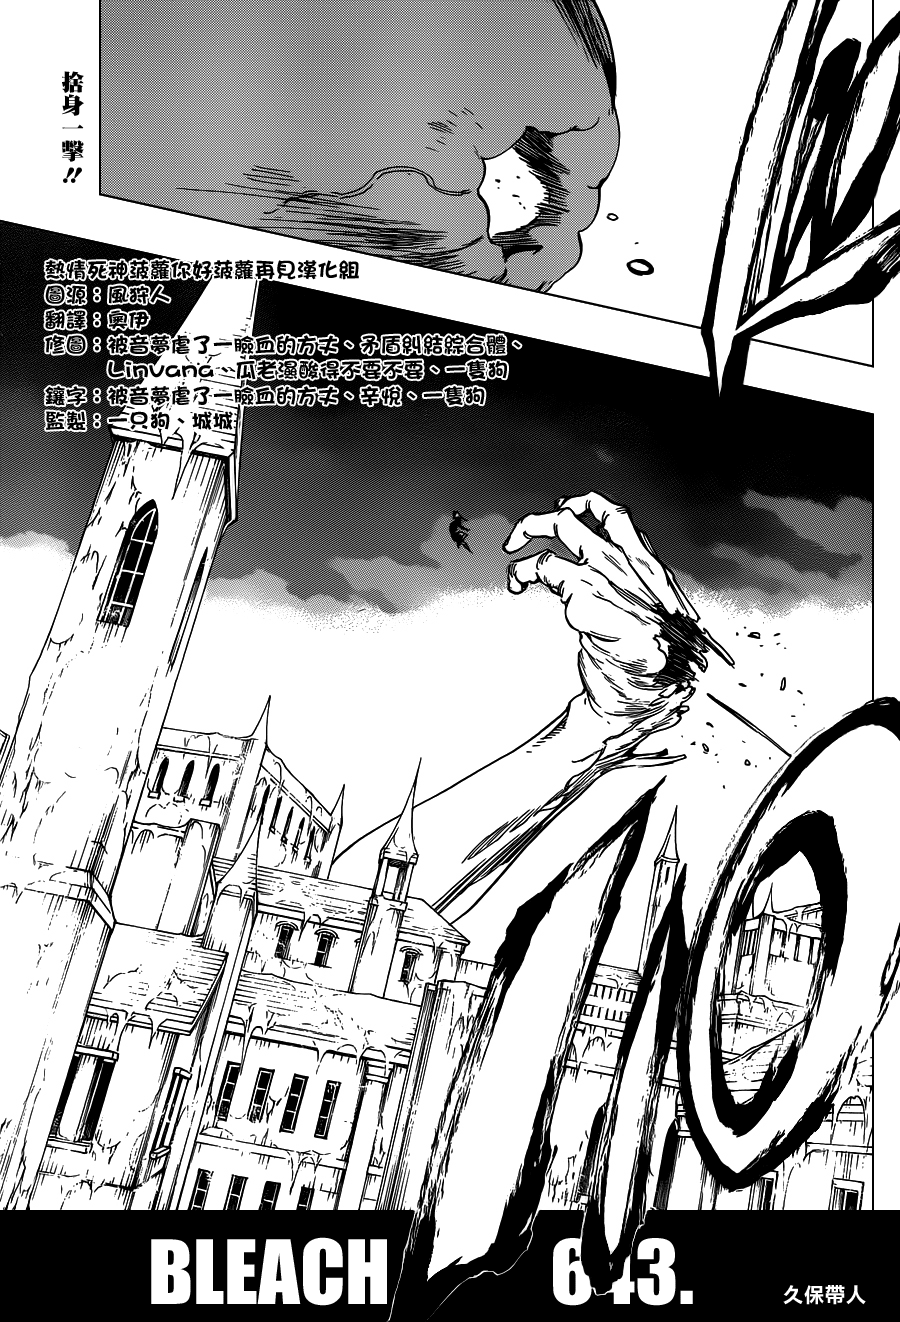 捨身一擊!!
熱情死神菠蘿你好菠蘿再見漢化組
圖源：風狩人
翻譯：奧伊
修圖：被音夢虐了一臉血的方丈、矛盾糾結綜合體、
Linvana、瓜老濕酸得不要不要、一隻狗
鑲字：被音夢虐了一臉血的方丈、辛悅、一隻狗
監製：一只狗、城城
BLEACH 643.
久保帶人